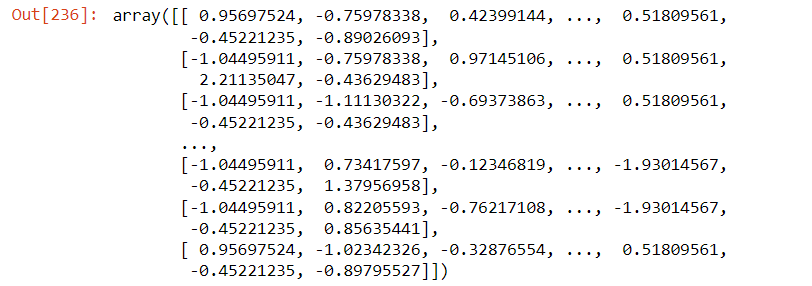 Out[236]: array([[ 0.95697524, -0.75978338,  0.42399144, ...,  0.51809561,
        -0.45221235, -0.89026093],
       [-1.04495911, -0.75978338,  0.97145106, ...,  0.51809561,
         2.21135047, -0.43629483],
       [-1.04495911, -1.11130322, -0.69373863, ...,  0.51809561,
        -0.45221235, -0.43629483],
       ...,
       [-1.04495911,  0.73417597, -0.12346819, ..., -1.93014567,
        -0.45221235,  1.37956958],
       [-1.04495911,  0.82205593, -0.76217108, ..., -1.93014567,
        -0.45221235,  0.85635441],
       [ 0.95697524, -1.02342326, -0.32876554, ...,  0.51809561,
        -0.45221235, -0.89795527]])